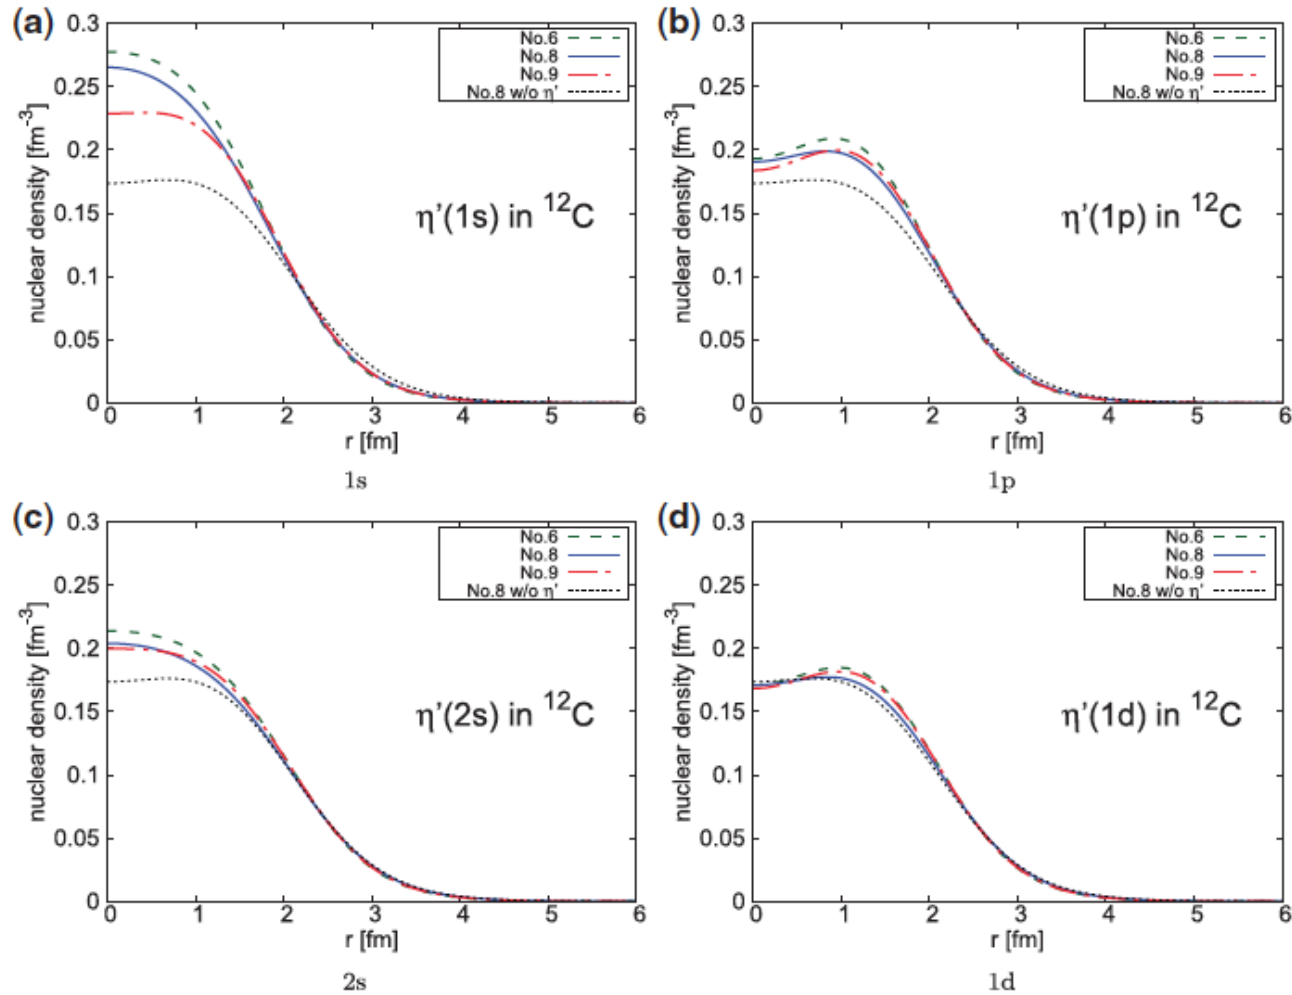 (a)
0.3
0.25
0.2
0.15
0.1
0.05
0
nuclear density [fm⁻³]
No.6
No.8
No.9
No.8 w/o η'
η'(1s) in ¹²C
0 1 2 3 4 5 6
r [fm]
1s
(b)
0.3
0.25
0.2
0.15
0.1
0.05
0
nuclear density [fm⁻³]
No.6
No.8
No.9
No.8 w/o η'
η'(1p) in ¹²C
0 1 2 3 4 5 6
r [fm]
1p
(c)
0.3
0.25
0.2
0.15
0.1
0.05
0
nuclear density [fm⁻³]
No.6
No.8
No.9
No.8 w/o η'
η'(2s) in ¹²C
0 1 2 3 4 5 6
r [fm]
2s
(d)
0.3
0.25
0.2
0.15
0.1
0.05
0
nuclear density [fm⁻³]
No.6
No.8
No.9
No.8 w/o η'
η'(1d) in ¹²C
0 1 2 3 4 5 6
r [fm]
1d